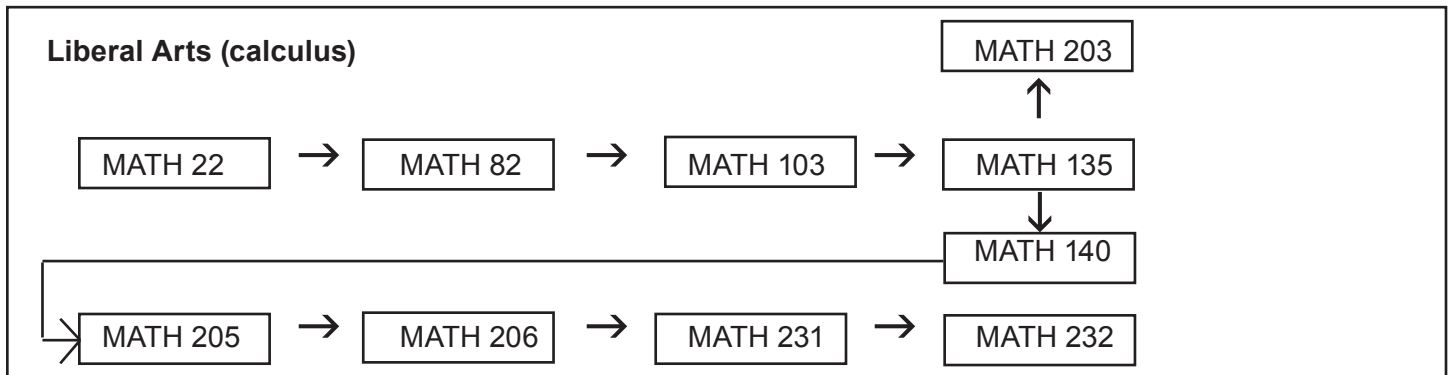 Liberal Arts (calculus)
MATH 203
MATH 22
MATH 82
MATH 103
MATH 135
MATH 140
MATH 205
MATH 206
MATH 231
MATH 232